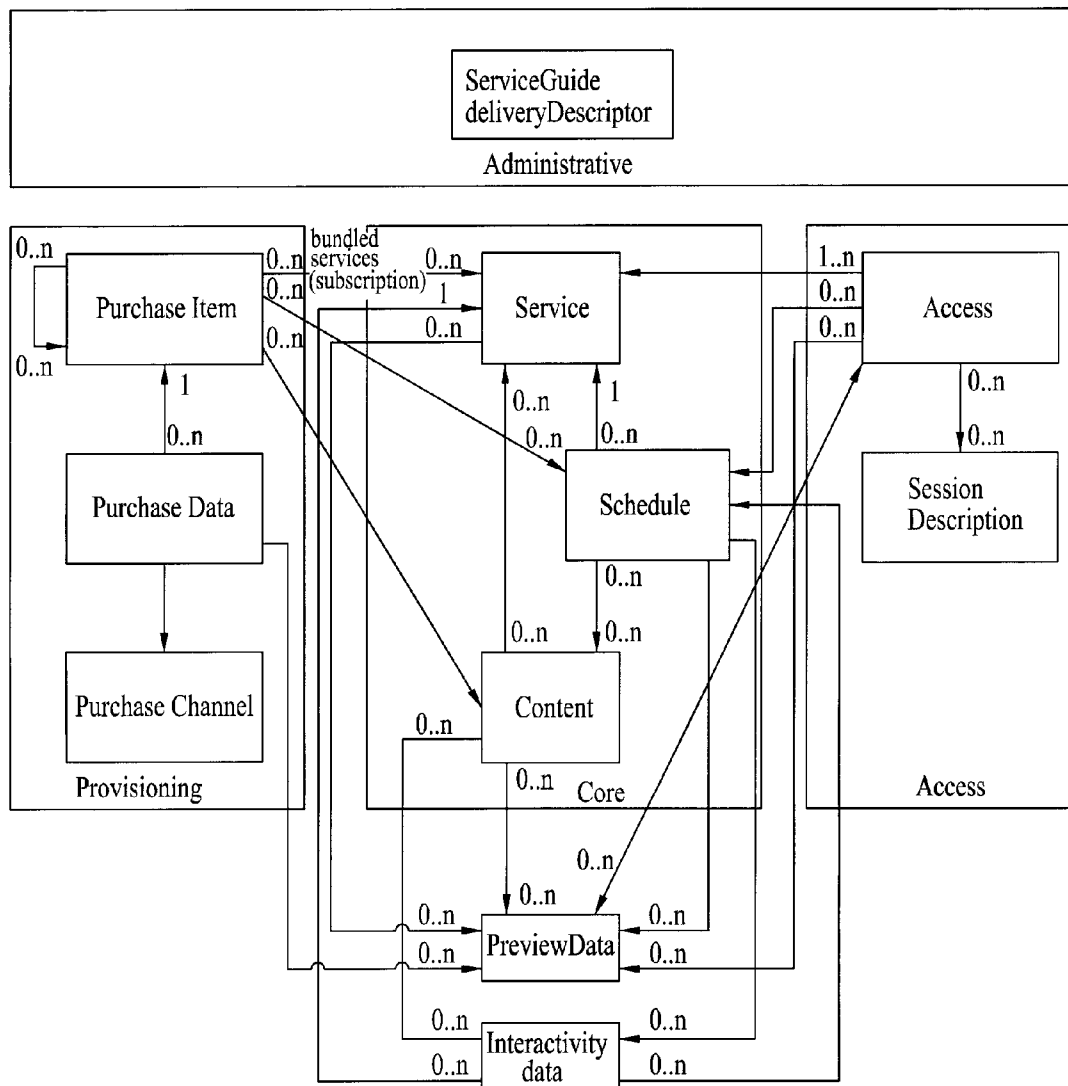 ServiceGuide
deliveryDescriptor
Administrative
0..n
0..n
Purchase Item
0..n
0..n
0..n
bundled
services
(subscription)
0..n
1
0..n
Service
1..n
0..n
0..n
Access
1
0..n
Purchase Data
0..n
1
0..n
0..n
Schedule
0..n
0..n
Session
Description
Purchase Channel
Provisioning
0..n
0..n
0..n
Content
0..n
0..n
Core
Access
0..n
0..n
0..n
0..n
PreviewData
0..n
0..n
0..n
0..n
Interactivity
data
0..n
0..n